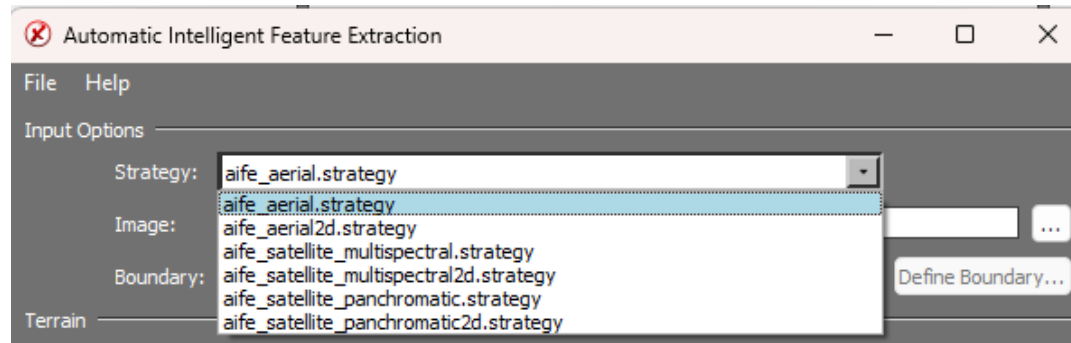 Automatic Intelligent Feature Extraction
File Help
Input Options
Strategy: aife_aerial.strategy
aife_aerial.strategy
Image: aife_aerial2d.strategy ...
aife_satellite_multispectral.strategy
Boundary: aife_satellite_multispectral2d.strategy Define Boundary...
aife_satellite_panchromatic.strategy
Terrain aife_satellite_panchromatic2d.strategy